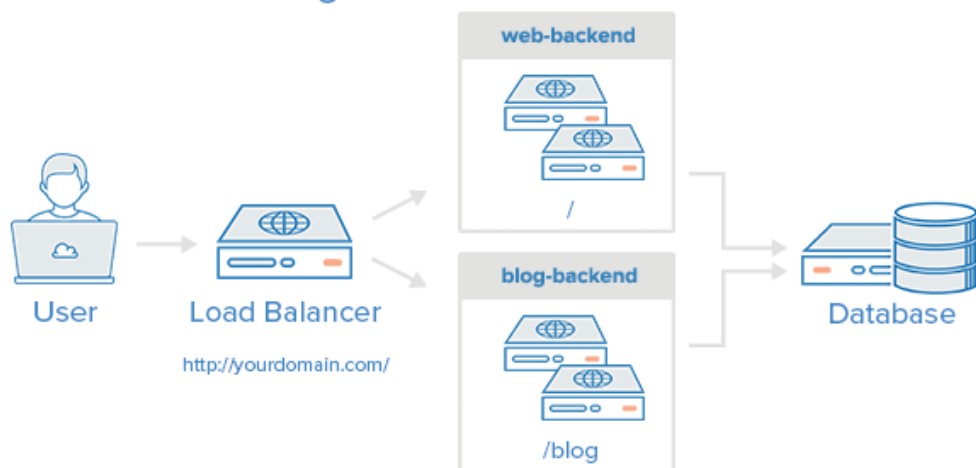 web-backend
/
User
Load Balancer
http://yourdomain.com/
blog-backend
/blog
Database